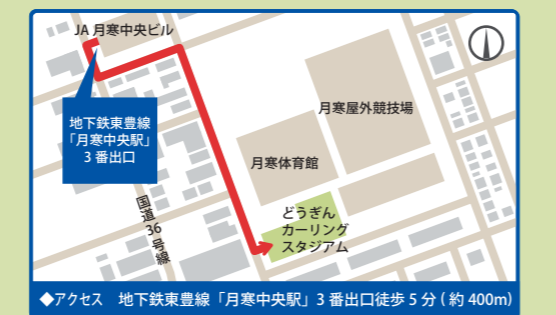 JA 月寒中央ビル
地下鉄東豊線
「月寒中央駅」
3 番出口
月寒屋外競技場
月寒体育館
国道36号線
どうぎん
カーリング
スタジアム
◆アクセス 地下鉄東豊線「月寒中央駅」3 番出口徒歩 5 分 ( 約 400m)